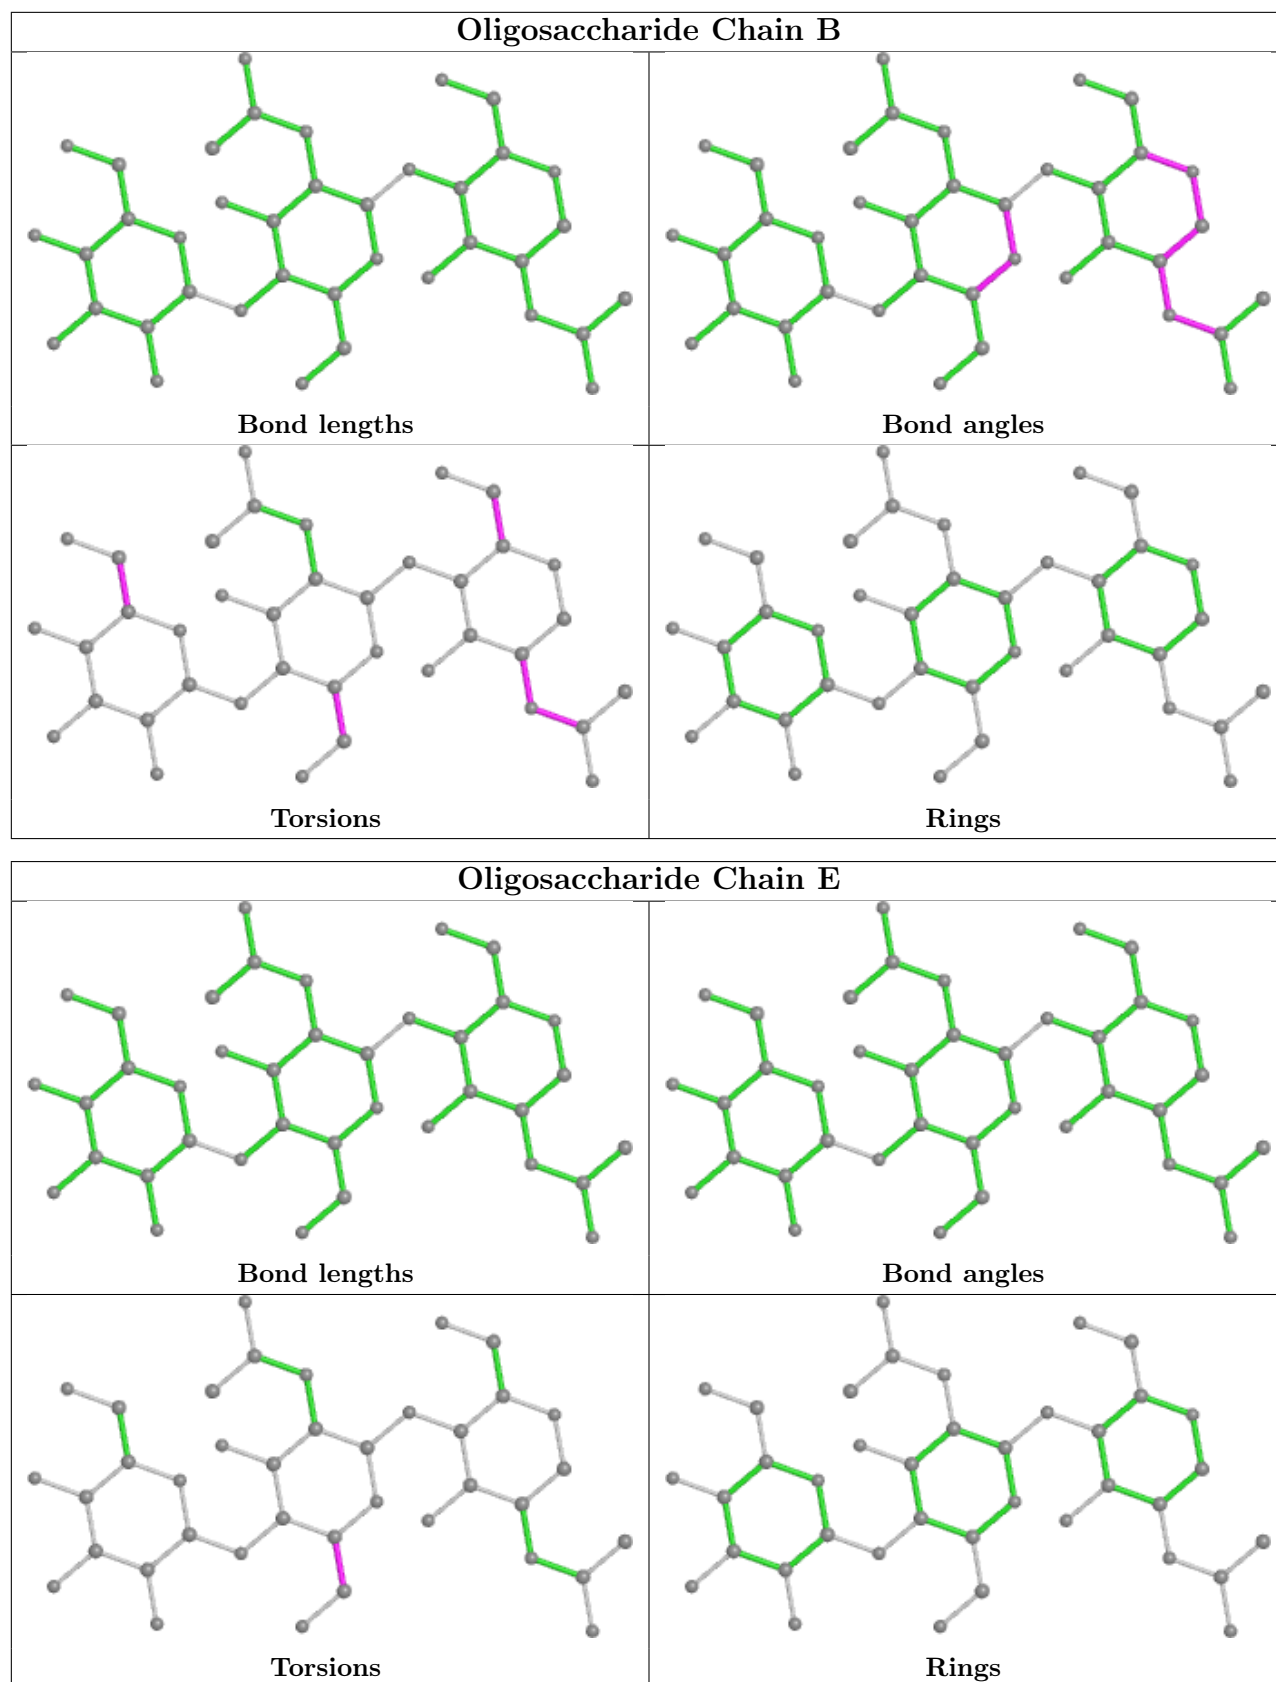 Oligosaccharide Chain B
Bond lengths
Bond angles
Torsions
Rings
Oligosaccharide Chain E
Bond lengths
Bond angles
Torsions
Rings